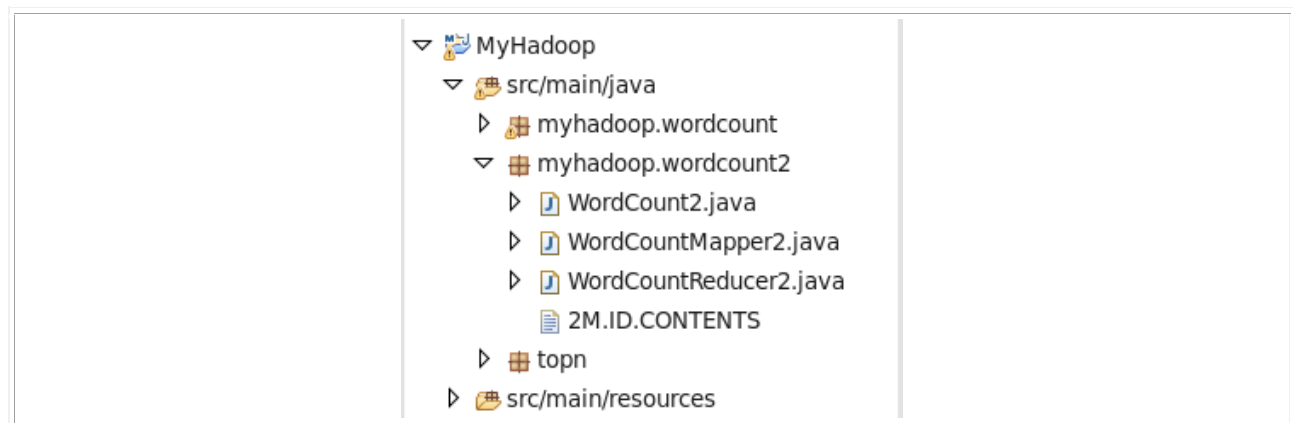 MyHadoop
src/main/java
myhadoop.wordcount
myhadoop.wordcount2
WordCount2.java
WordCountMapper2.java
WordCountReducer2.java
2M.ID.CONTENTS
topn
src/main/resources